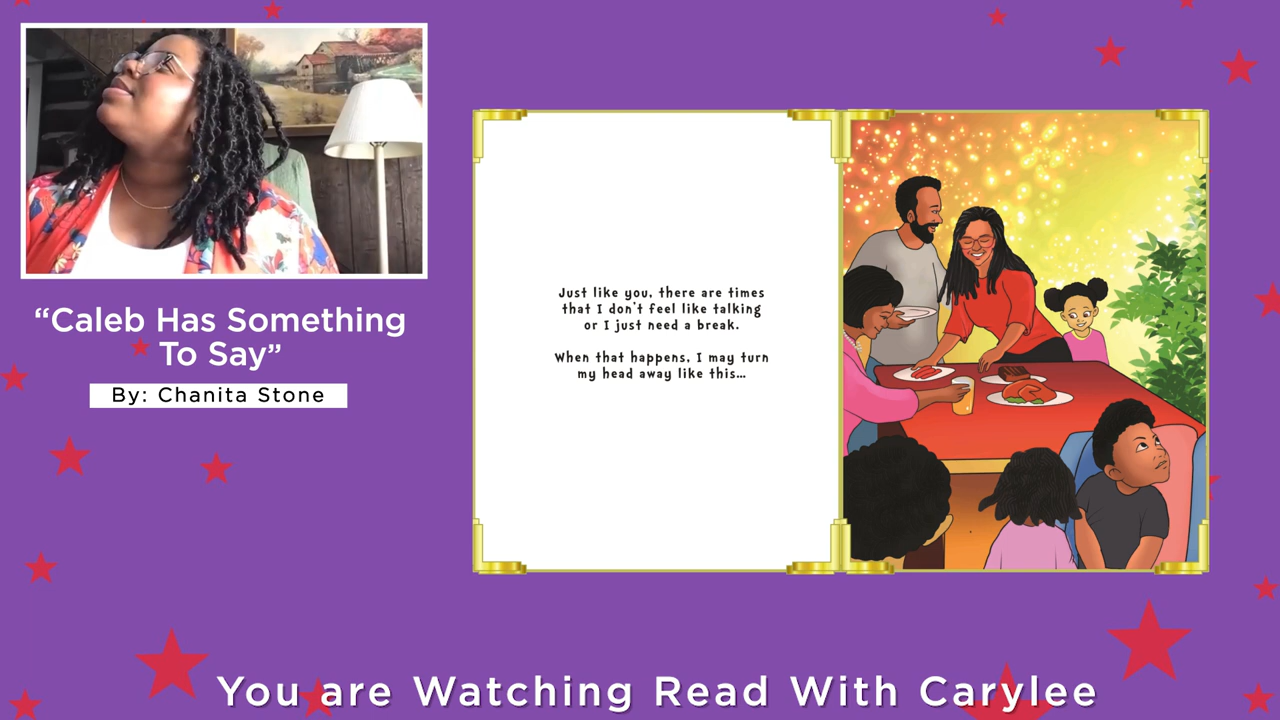 “Caleb Has Something
To Say”
By: Chanita Stone
Just like you, there are times
that I don't feel like talking
or I just need a break.
When that happens, I may turn
my head away like this...
You are Watching Read With Carylee